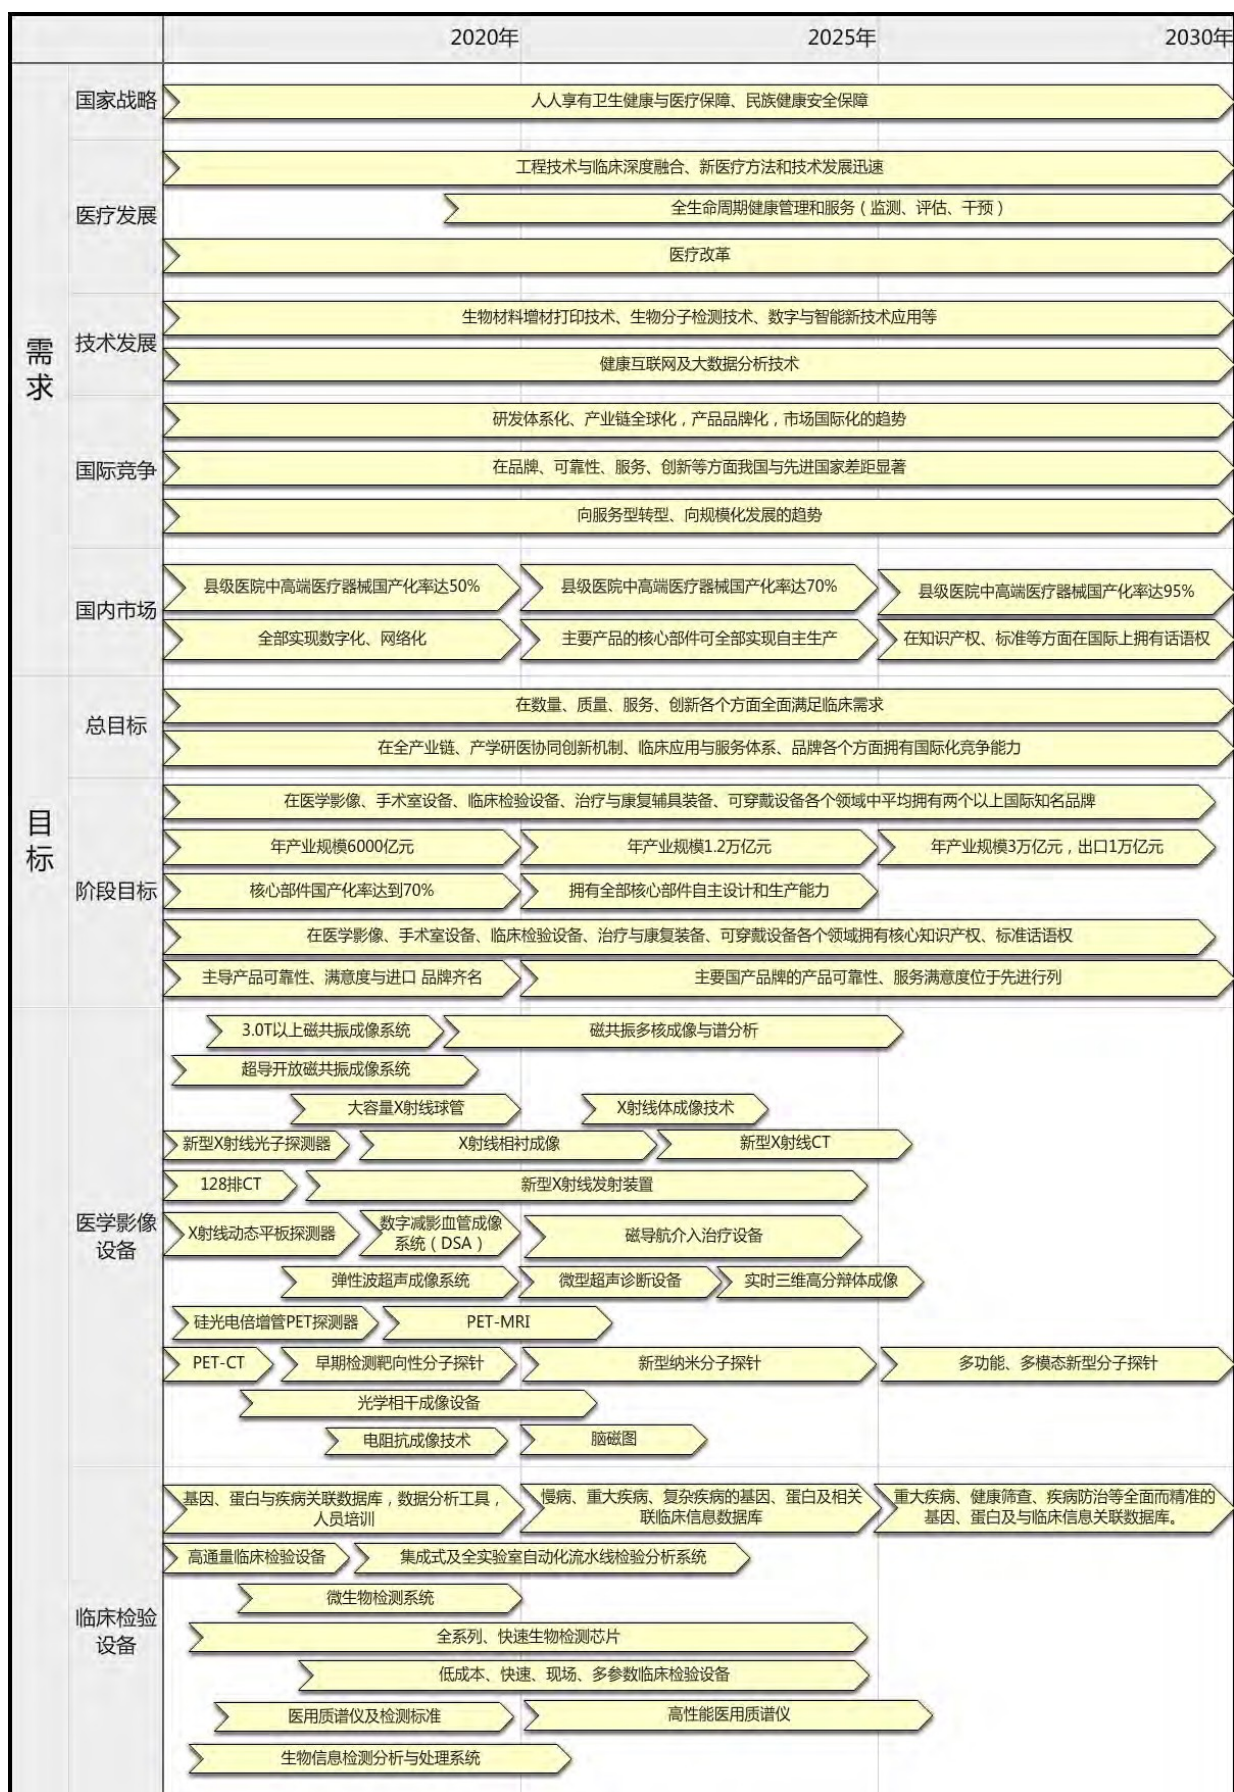 2020年
2025年
2030年
需求
国家战略
人人享有卫生健康与医疗保障、民族健康安全保障
医疗发展
工程技术与临床深度融合、新医疗方法和技术发展迅速
全生命周期健康管理和服务（监测、评估、干预）
医疗改革
技术发展
生物材料增材打印技术、生物分子检测技术、数字与智能新技术应用等
健康互联网及大数据分析技术
国际竞争
研发体系化、产业链全球化，产品品牌化，市场国际化的趋势
在品牌、可靠性、服务、创新等方面我国与先进国家差距显著
向服务型转型、向规模化发展的趋势
国内市场
县级医院中高端医疗器械国产化率达50%
县级医院中高端医疗器械国产化率达70%
县级医院中高端医疗器械国产化率达95%
全部实现数字化、网络化
主要产品的核心部件可全部实现自主生产
在知识产权、标准等方面在国际上拥有话语权
目标
总目标
在数量、质量、服务、创新各个方面全面满足临床需求
在全产业链、产学研医协同创新机制、临床应用与服务体系、品牌各个方面拥有国际化竞争能力
阶段目标
在医学影像、手术室设备、临床检验设备、治疗与康复辅具装备、可穿戴设备各个领域中平均拥有两个以上国际知名品牌
年产业规模6000亿元
年产业规模1.2万亿元
年产业规模3万亿元，出口1万亿元
核心部件国产化率达到70%
拥有全部核心部件自主设计和生产能力
在医学影像、手术室设备、临床检验设备、治疗与康复装备、可穿戴设备各个领域拥有核心知识产权、标准话语权
主导产品可靠性、满意度与进口 品牌齐名
主要国产品牌的产品可靠性、服务满意度位于先进行列
医学影像
设备
3.0T以上磁共振成像系统
磁共振多核成像与谱分析
超导开放磁共振成像系统
大容量X射线球管
X射线体成像技术
新型X射线光子探测器
X射线相衬成像
新型X射线CT
128排CT
新型X射线发射装置
X射线动态平板探测器
数字减影血管成像
系统（DSA）
磁导航介入治疗设备
弹性波超声成像系统
微型超声诊断设备
实时三维高分辩体成像
硅光电倍增管PET探测器
PET-MRI
PET-CT
早期检测靶向性分子探针
新型纳米分子探针
多功能、多模态新型分子探针
光学相干成像设备
电阻抗成像技术
脑磁图
临床检验
设备
基因、蛋白与疾病关联数据库，数据分析工具，
人员培训
慢病、重大疾病、复杂疾病的基因、蛋白及相关
联临床信息数据库
重大疾病、健康筛查、疾病防治等全面而精准的
基因、蛋白及与临床信息关联数据库。
高通量临床检验设备
集成式及全实验室自动化流水线检验分析系统
微生物检测系统
全系列、快速生物检测芯片
低成本、快速、现场、多参数临床检验设备
医用质谱仪及检测标准
高性能医用质谱仪
生物信息检测分析与处理系统